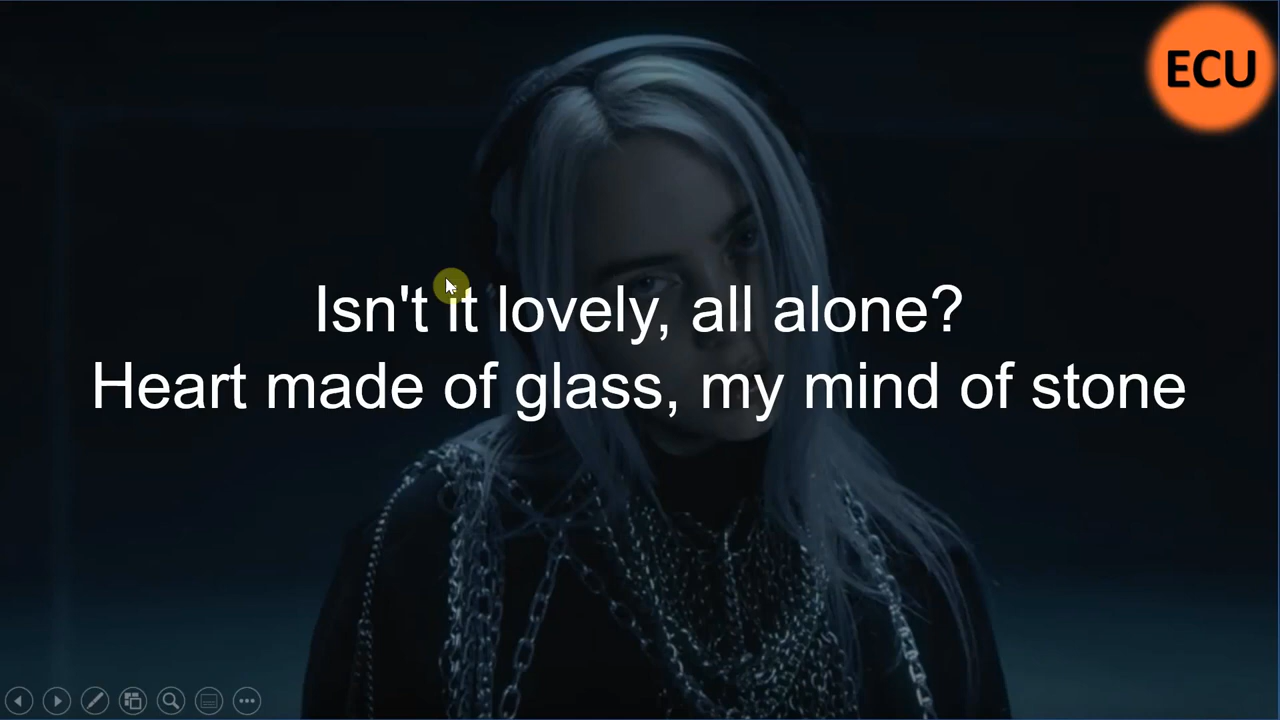 ECU
Isn't it lovely, all alone?
Heart made of glass, my mind of stone